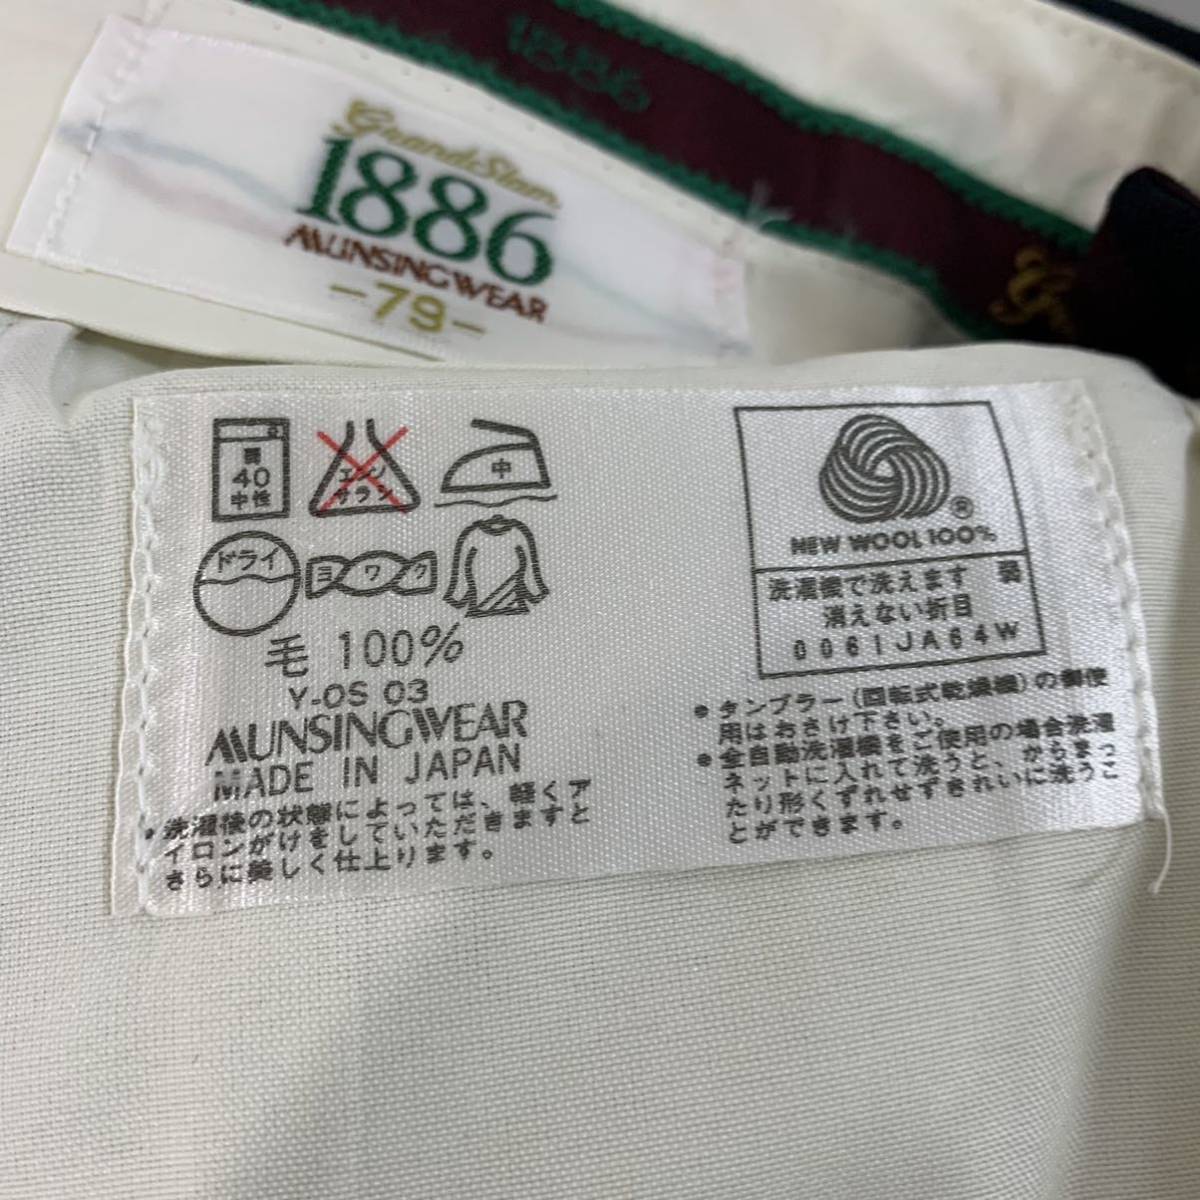 1886
Grand Slam
1886
MUNSINGWEAR
-79-
弱
40
中性
エンソ
サラシ
中
ドライ
ヨワク
毛 100%
Y-OS 03
MUNSINGWEAR
MADE IN JAPAN
・洗濯後の状態によっては、軽くア
イロンがけをしていただきますと
さらに美しく仕上ります。
®
NEW WOOL 100%
洗濯機で洗えます 弱
消えない折目
0061JA64W
●タンブラー(回転式乾燥機)の御使
用はおさけ下さい。
●全自動洗濯機をご使用の場合洗濯
ネットに入れて洗うと、からまっ
たり形くずれせずきれいに洗うこ
とができます。